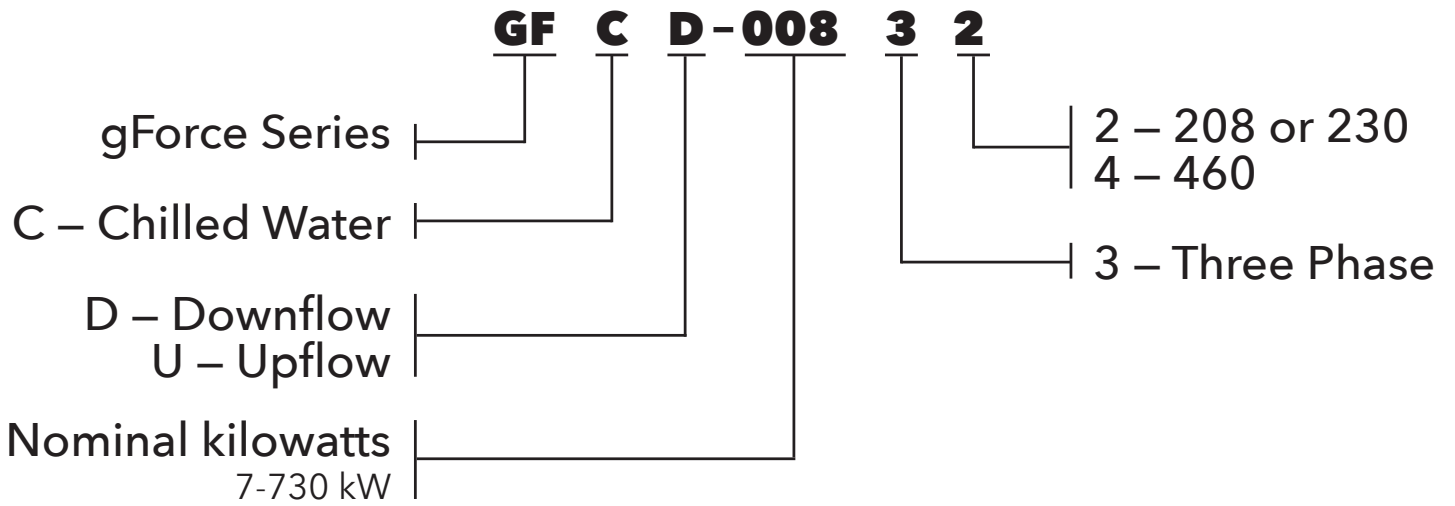 GF C D-008 3 2
gForce Series
C – Chilled Water
D – Downflow
U – Upflow
Nominal kilowatts
7-730 kW
2 – 208 or 230
4 – 460
3 – Three Phase